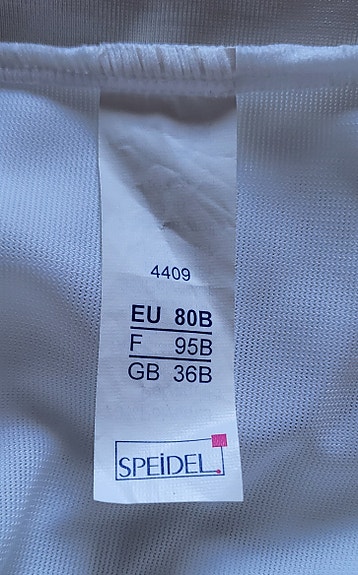 4409
EU 80B
F 95B
GB 36B
SPEiDEL